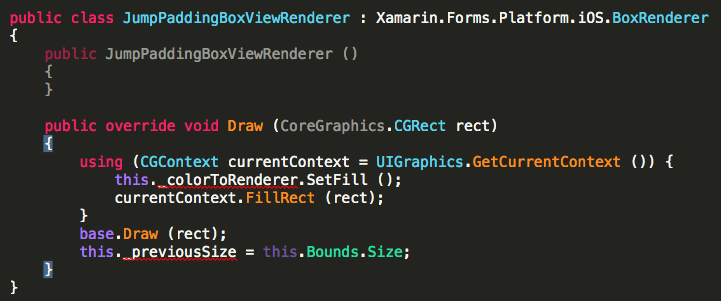 public class JumpPaddingBoxViewRenderer : Xamarin.Forms.Platform.iOS.BoxRenderer
{
    public JumpPaddingBoxViewRenderer ()
    {
    }

    public override void Draw (CoreGraphics.CGRect rect)
    {
        using (CGContext currentContext = UIGraphics.GetCurrentContext ()) {
            this._colorToRenderer.SetFill ();
            currentContext.FillRect (rect);
        }
        base.Draw (rect);
        this._previousSize = this.Bounds.Size;
    }
}